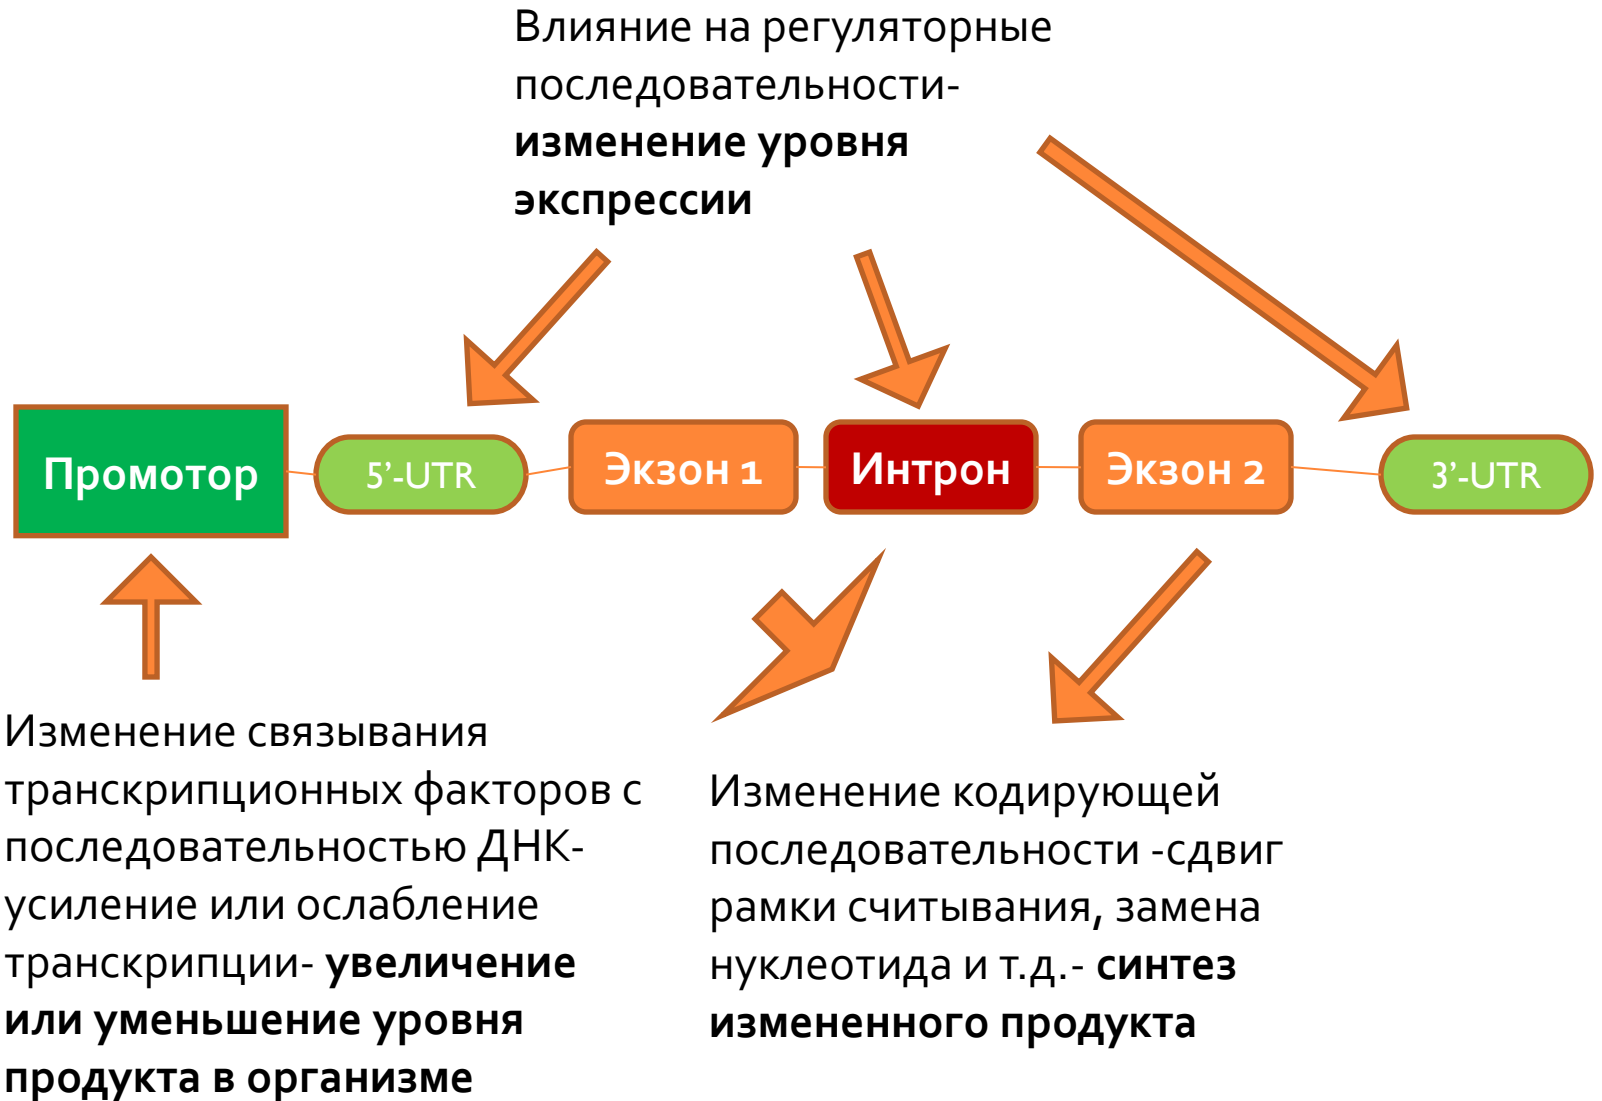 Влияние на регуляторные
последовательности-
изменение уровня
экспрессии
Промотор
5’-UTR
Экзон 1
Интрон
Экзон 2
3’-UTR
Изменение связывания
транскрипционных факторов с
последовательностью ДНК-
усиление или ослабление
транскрипции- увеличение
или уменьшение уровня
продукта в организме
Изменение кодирующей
последовательности -сдвиг
рамки считывания, замена
нуклеотида и т.д.- синтез
измененного продукта